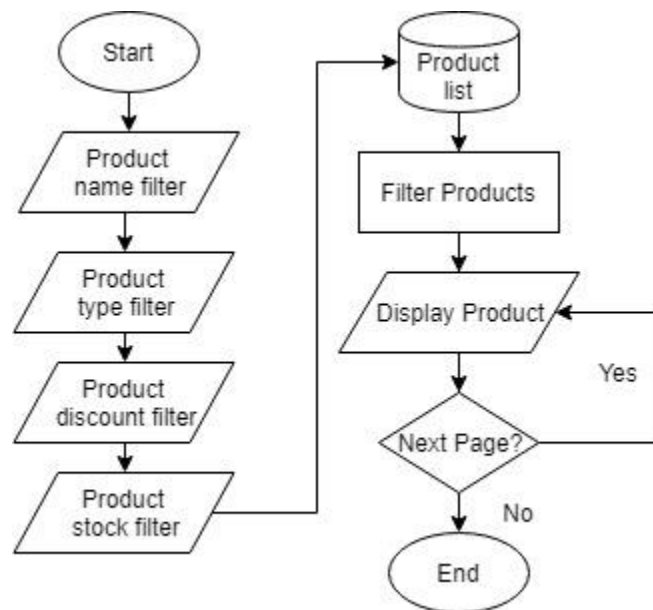 Start
Product
name filter
Product
type filter
Product
discount filter
Product
stock filter
Product
list
Filter Products
Display Product
Yes
Next Page?
No
End